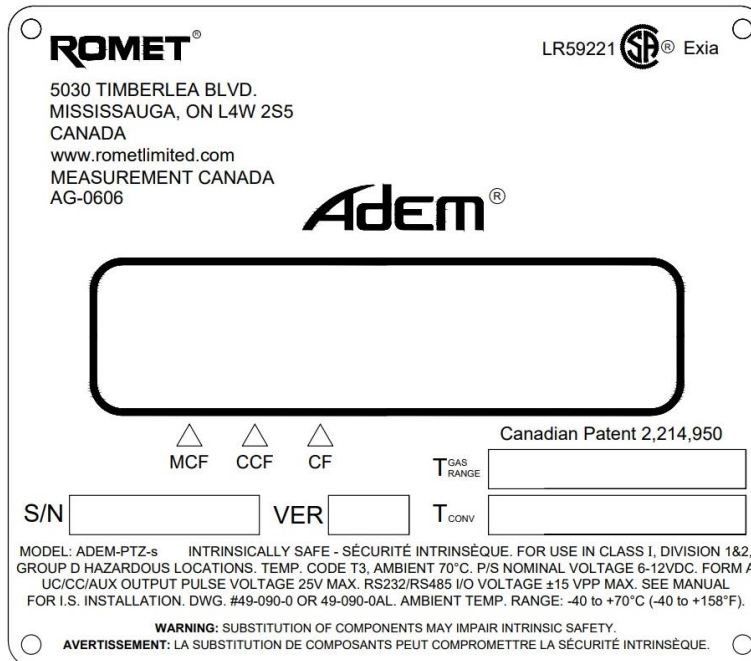 ROMET®
LR59221 SA® Exia
5030 TIMBERLEA BLVD.
MISSISSAUGA, ON L4W 2S5
CANADA
www.rometlimited.com
MEASUREMENT CANADA
AG-0606
Adem®
MCF CCF CF
Canadian Patent 2,214,950
T GAS RANGE
S/N VER T CONV
MODEL: ADEM-PTZ-s INTRINSICALLY SAFE - SÉCURITÉ INTRINSÈQUE. FOR USE IN CLASS I, DIVISION 1&2,
GROUP D HAZARDOUS LOCATIONS. TEMP. CODE T3, AMBIENT 70°C. P/S NOMINAL VOLTAGE 6-12VDC. FORM A
UC/CC/AUX OUTPUT PULSE VOLTAGE 25V MAX. RS232/RS485 I/O VOLTAGE ±15 VPP MAX. SEE MANUAL
FOR I.S. INSTALLATION. DWG. #49-090-0 OR 49-090-0AL. AMBIENT TEMP. RANGE: -40 to +70°C (-40 to +158°F).
WARNING: SUBSTITUTION OF COMPONENTS MAY IMPAIR INTRINSIC SAFETY.
AVERTISSEMENT: LA SUBSTITUTION DE COMPOSANTS PEUT COMPROMETTRE LA SÉCURITÉ INTRINSÈQUE.